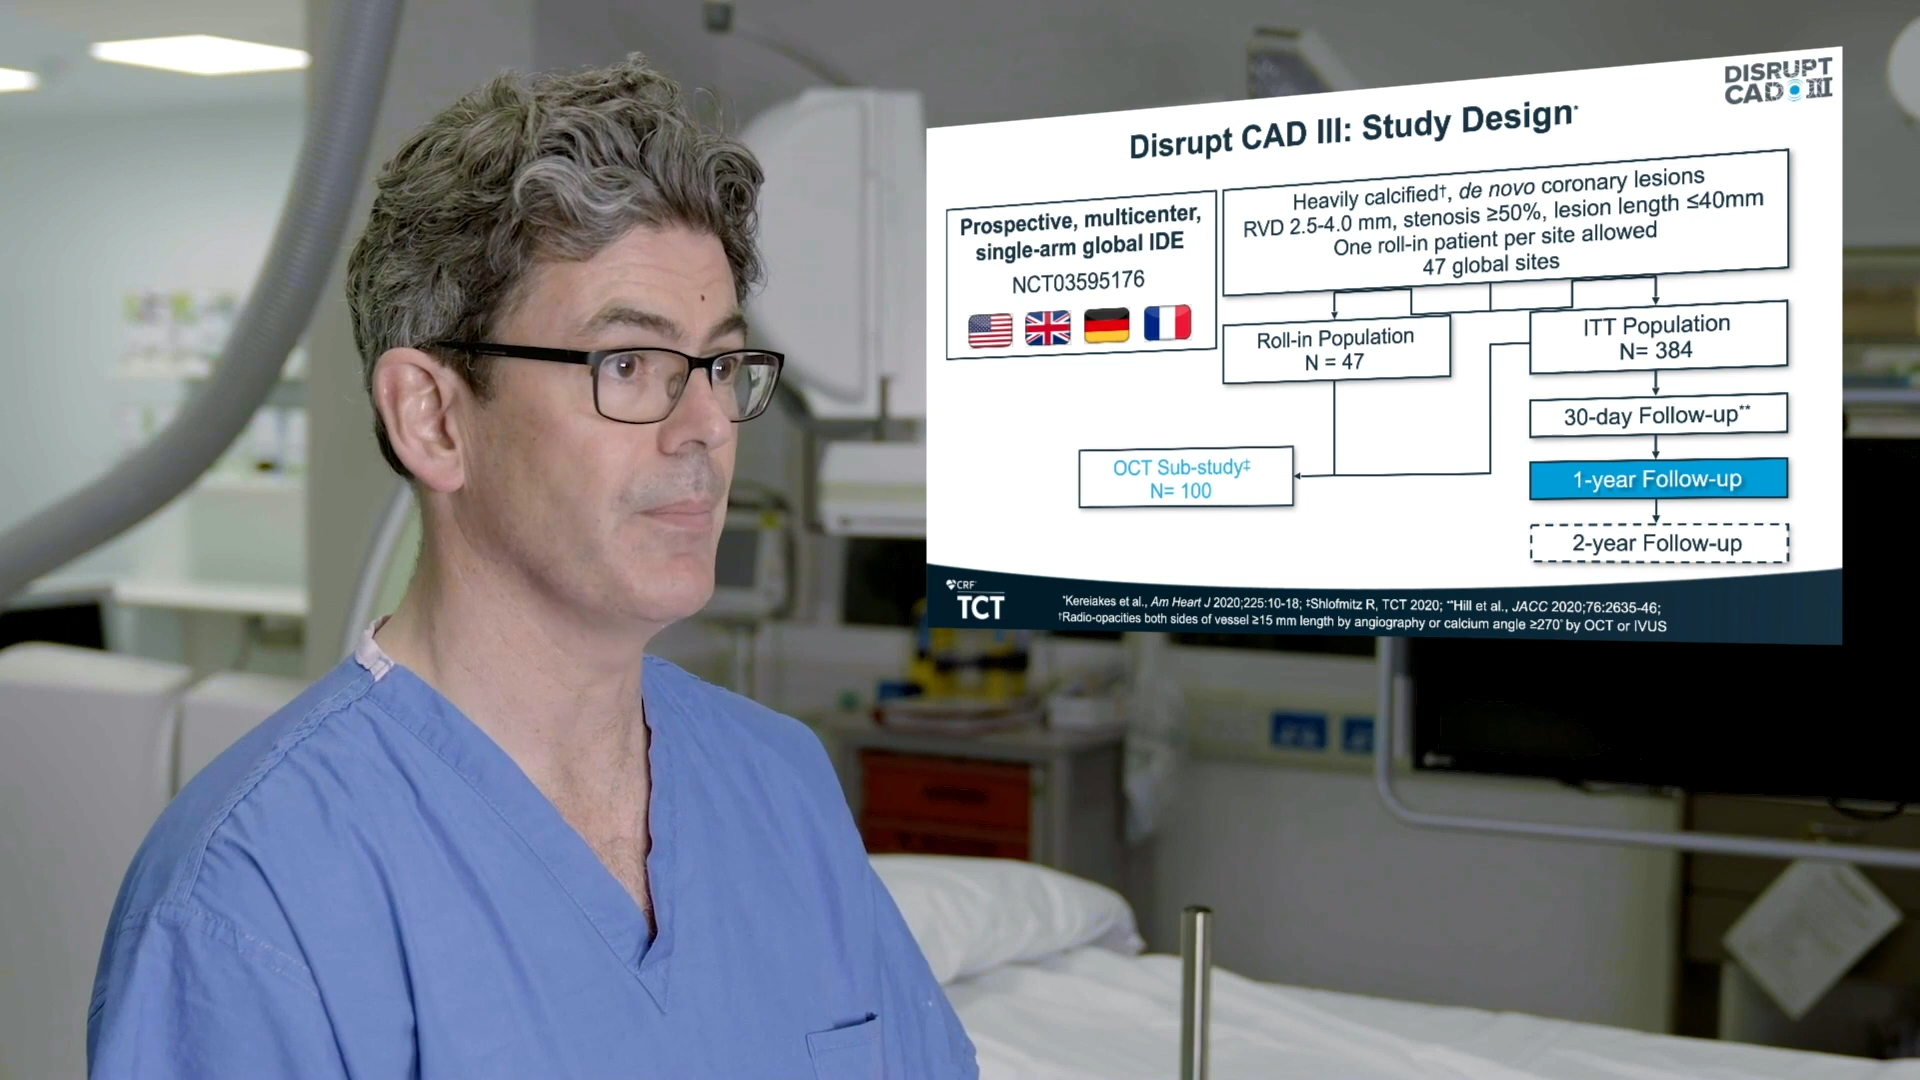 DISRUPT
CAD III
Disrupt CAD III: Study Design*
Prospective, multicenter,
single-arm global IDE
NCT03595176
Heavily calcified†, de novo coronary lesions
RVD 2.5-4.0 mm, stenosis ≥50%, lesion length ≤40mm
One roll-in patient per site allowed
47 global sites
Roll-in Population
N = 47
ITT Population
N= 384
30-day Follow-up**
OCT Sub-study‡
N= 100
1-year Follow-up
2-year Follow-up
CRF
TCT
*Kereiakes et al., Am Heart J 2020;225:10-18; ‡Shlofmitz R, TCT 2020; **Hill et al., JACC 2020;76:2635-46;
†Radio-opacities both sides of vessel ≥15 mm length by angiography or calcium angle ≥270° by OCT or IVUS